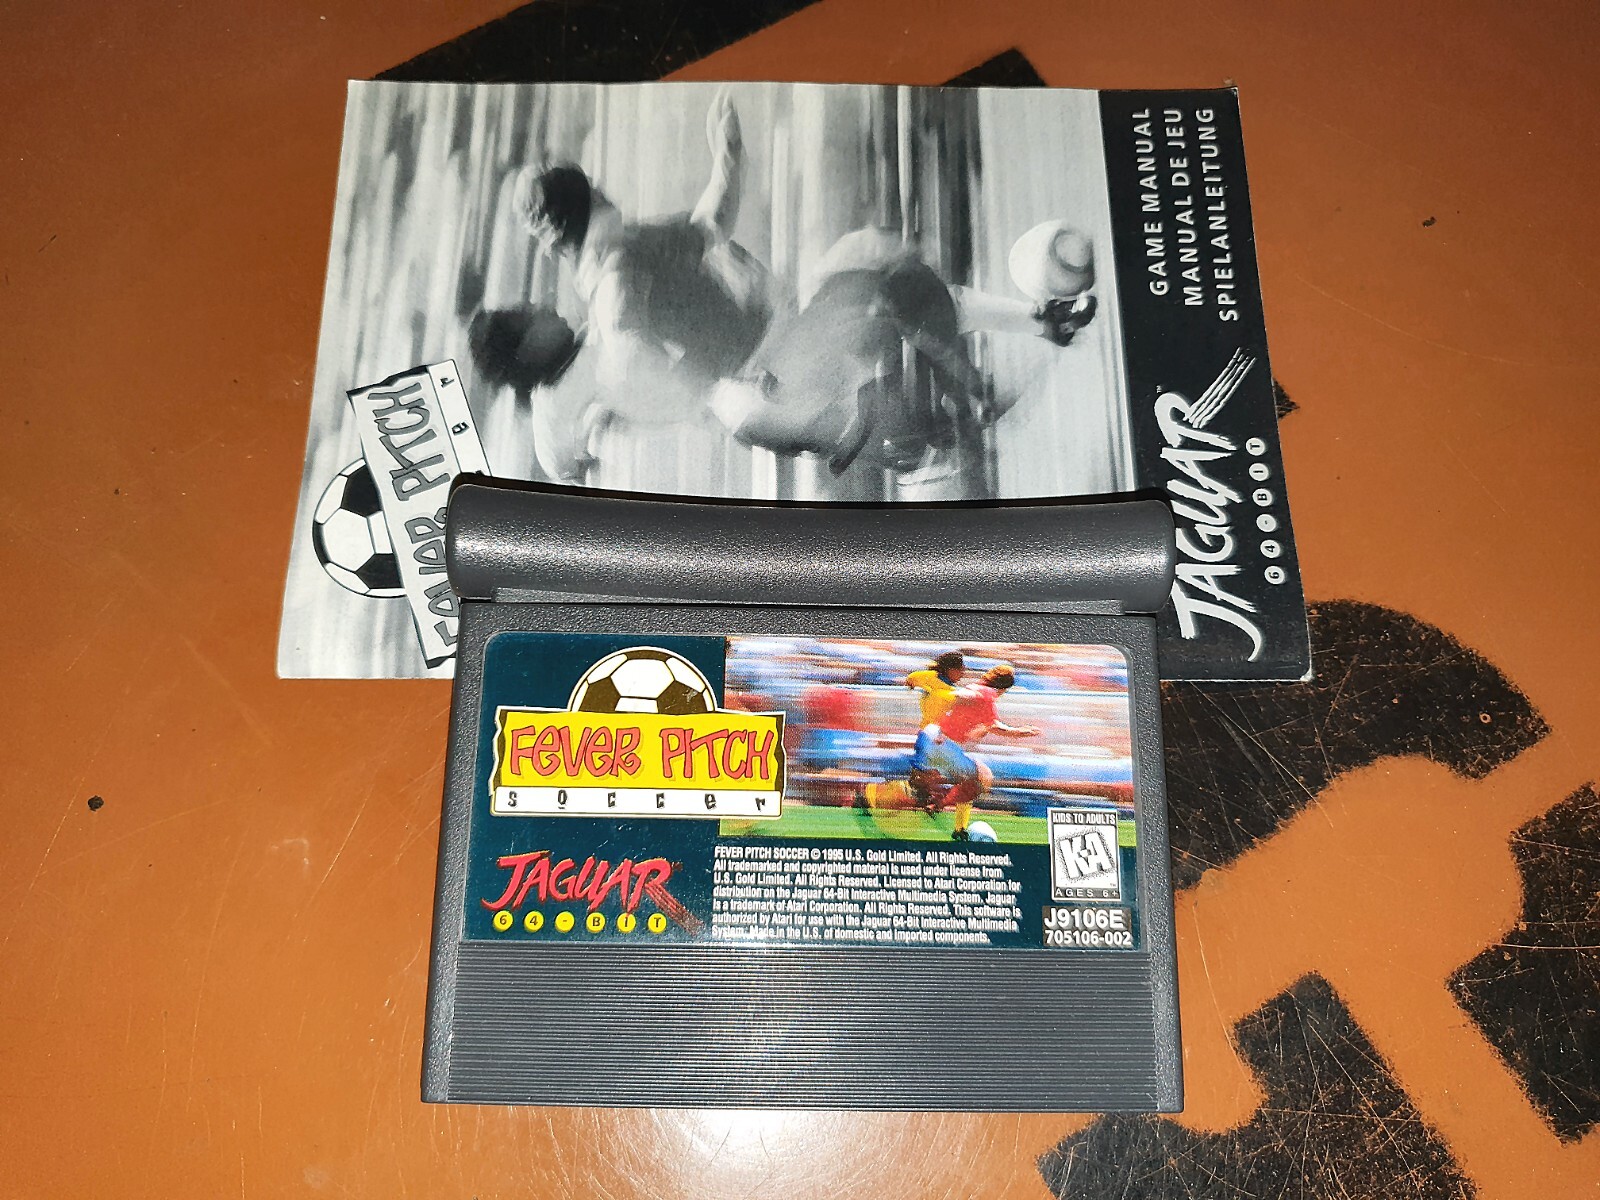 GAME MANUAL
MANUAL DE JEU
SPIELANLEITUNG
JAGUAR™
64-BIT
FEVER PITCH
FEVER PITCH
soccer
JAGUAR
64-BIT
FEVER PITCH SOCCER © 1995 U.S. Gold Limited. All Rights Reserved.
All trademarked and copyrighted material is used under license from
U.S. Gold Limited. All Rights Reserved. Licensed to Atari Corporation for
distribution on the Jaguar 64-Bit Interactive Multimedia System. Jaguar
is a trademark of Atari Corporation. All Rights Reserved. This software is
authorized by Atari for use with the Jaguar 64-Bit Interactive Multimedia
System. Made in the U.S. of domestic and imported components.
KIDS TO ADULTS
K-A
AGES 6+
J9106E
705106-002